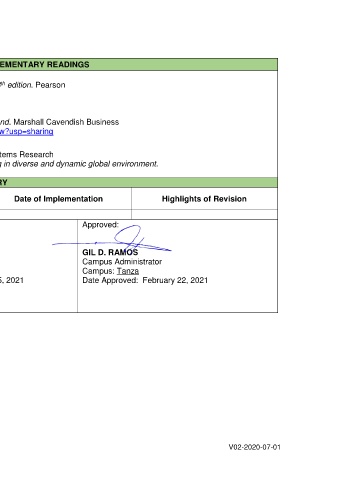 EMENTARY READINGS
th edition. Pearson
nd. Marshall Cavendish Business
w?usp=sharing
tems Research
g in diverse and dynamic global environment.
RY
Date of Implementation Highlights of Revision
Approved:
GIL D. RAMOS
Campus Administrator
Campus: Tanza
5, 2021 Date Approved: February 22, 2021
V02-2020-07-01